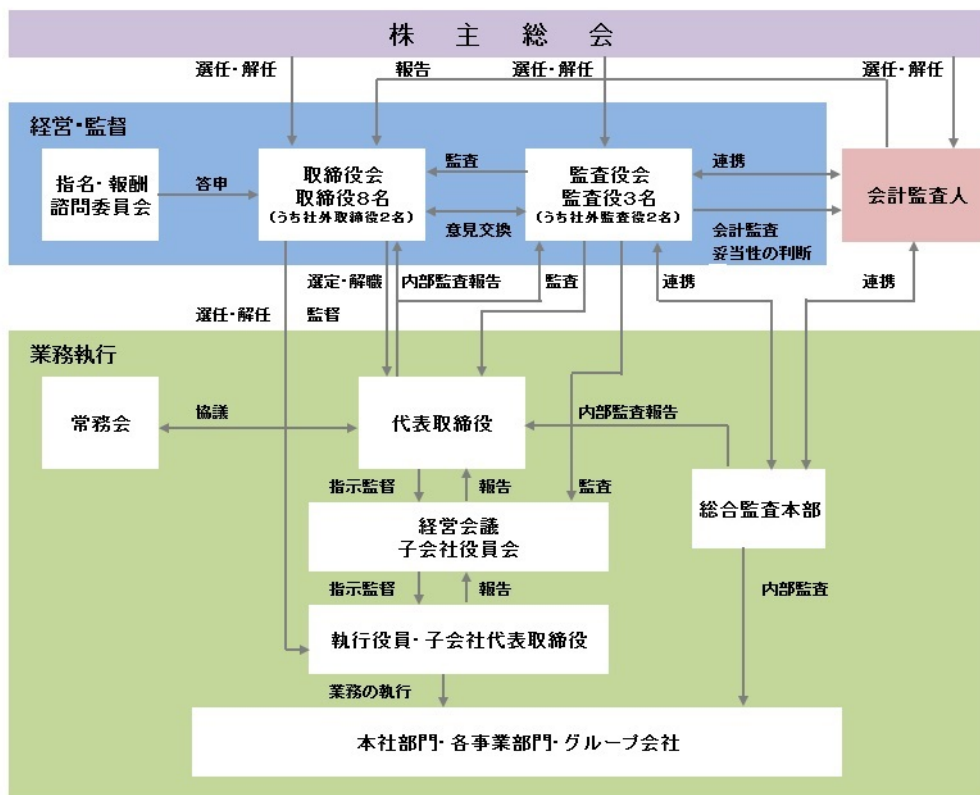 株主総会
選任・解任
報告
選任・解任
選任・解任
経営・監督
指名・報酬
諮問委員会
答申
取締役会
取締役8名
(うち社外取締役2名)
監査
意見交換
監査役会
監査役3名
(うち社外監査役2名)
連携
会計監査
妥当性の判断
会計監査人
選定・解職
内部監査報告
監査
連携
連携
選任・解任
監督
業務執行
常務会
協議
代表取締役
内部監査報告
指示監督
報告
監査
総合監査本部
経営会議
子会社役員会
指示監督
報告
内部監査
執行役員・子会社代表取締役
業務の執行
本社部門・各事業部門・グループ会社